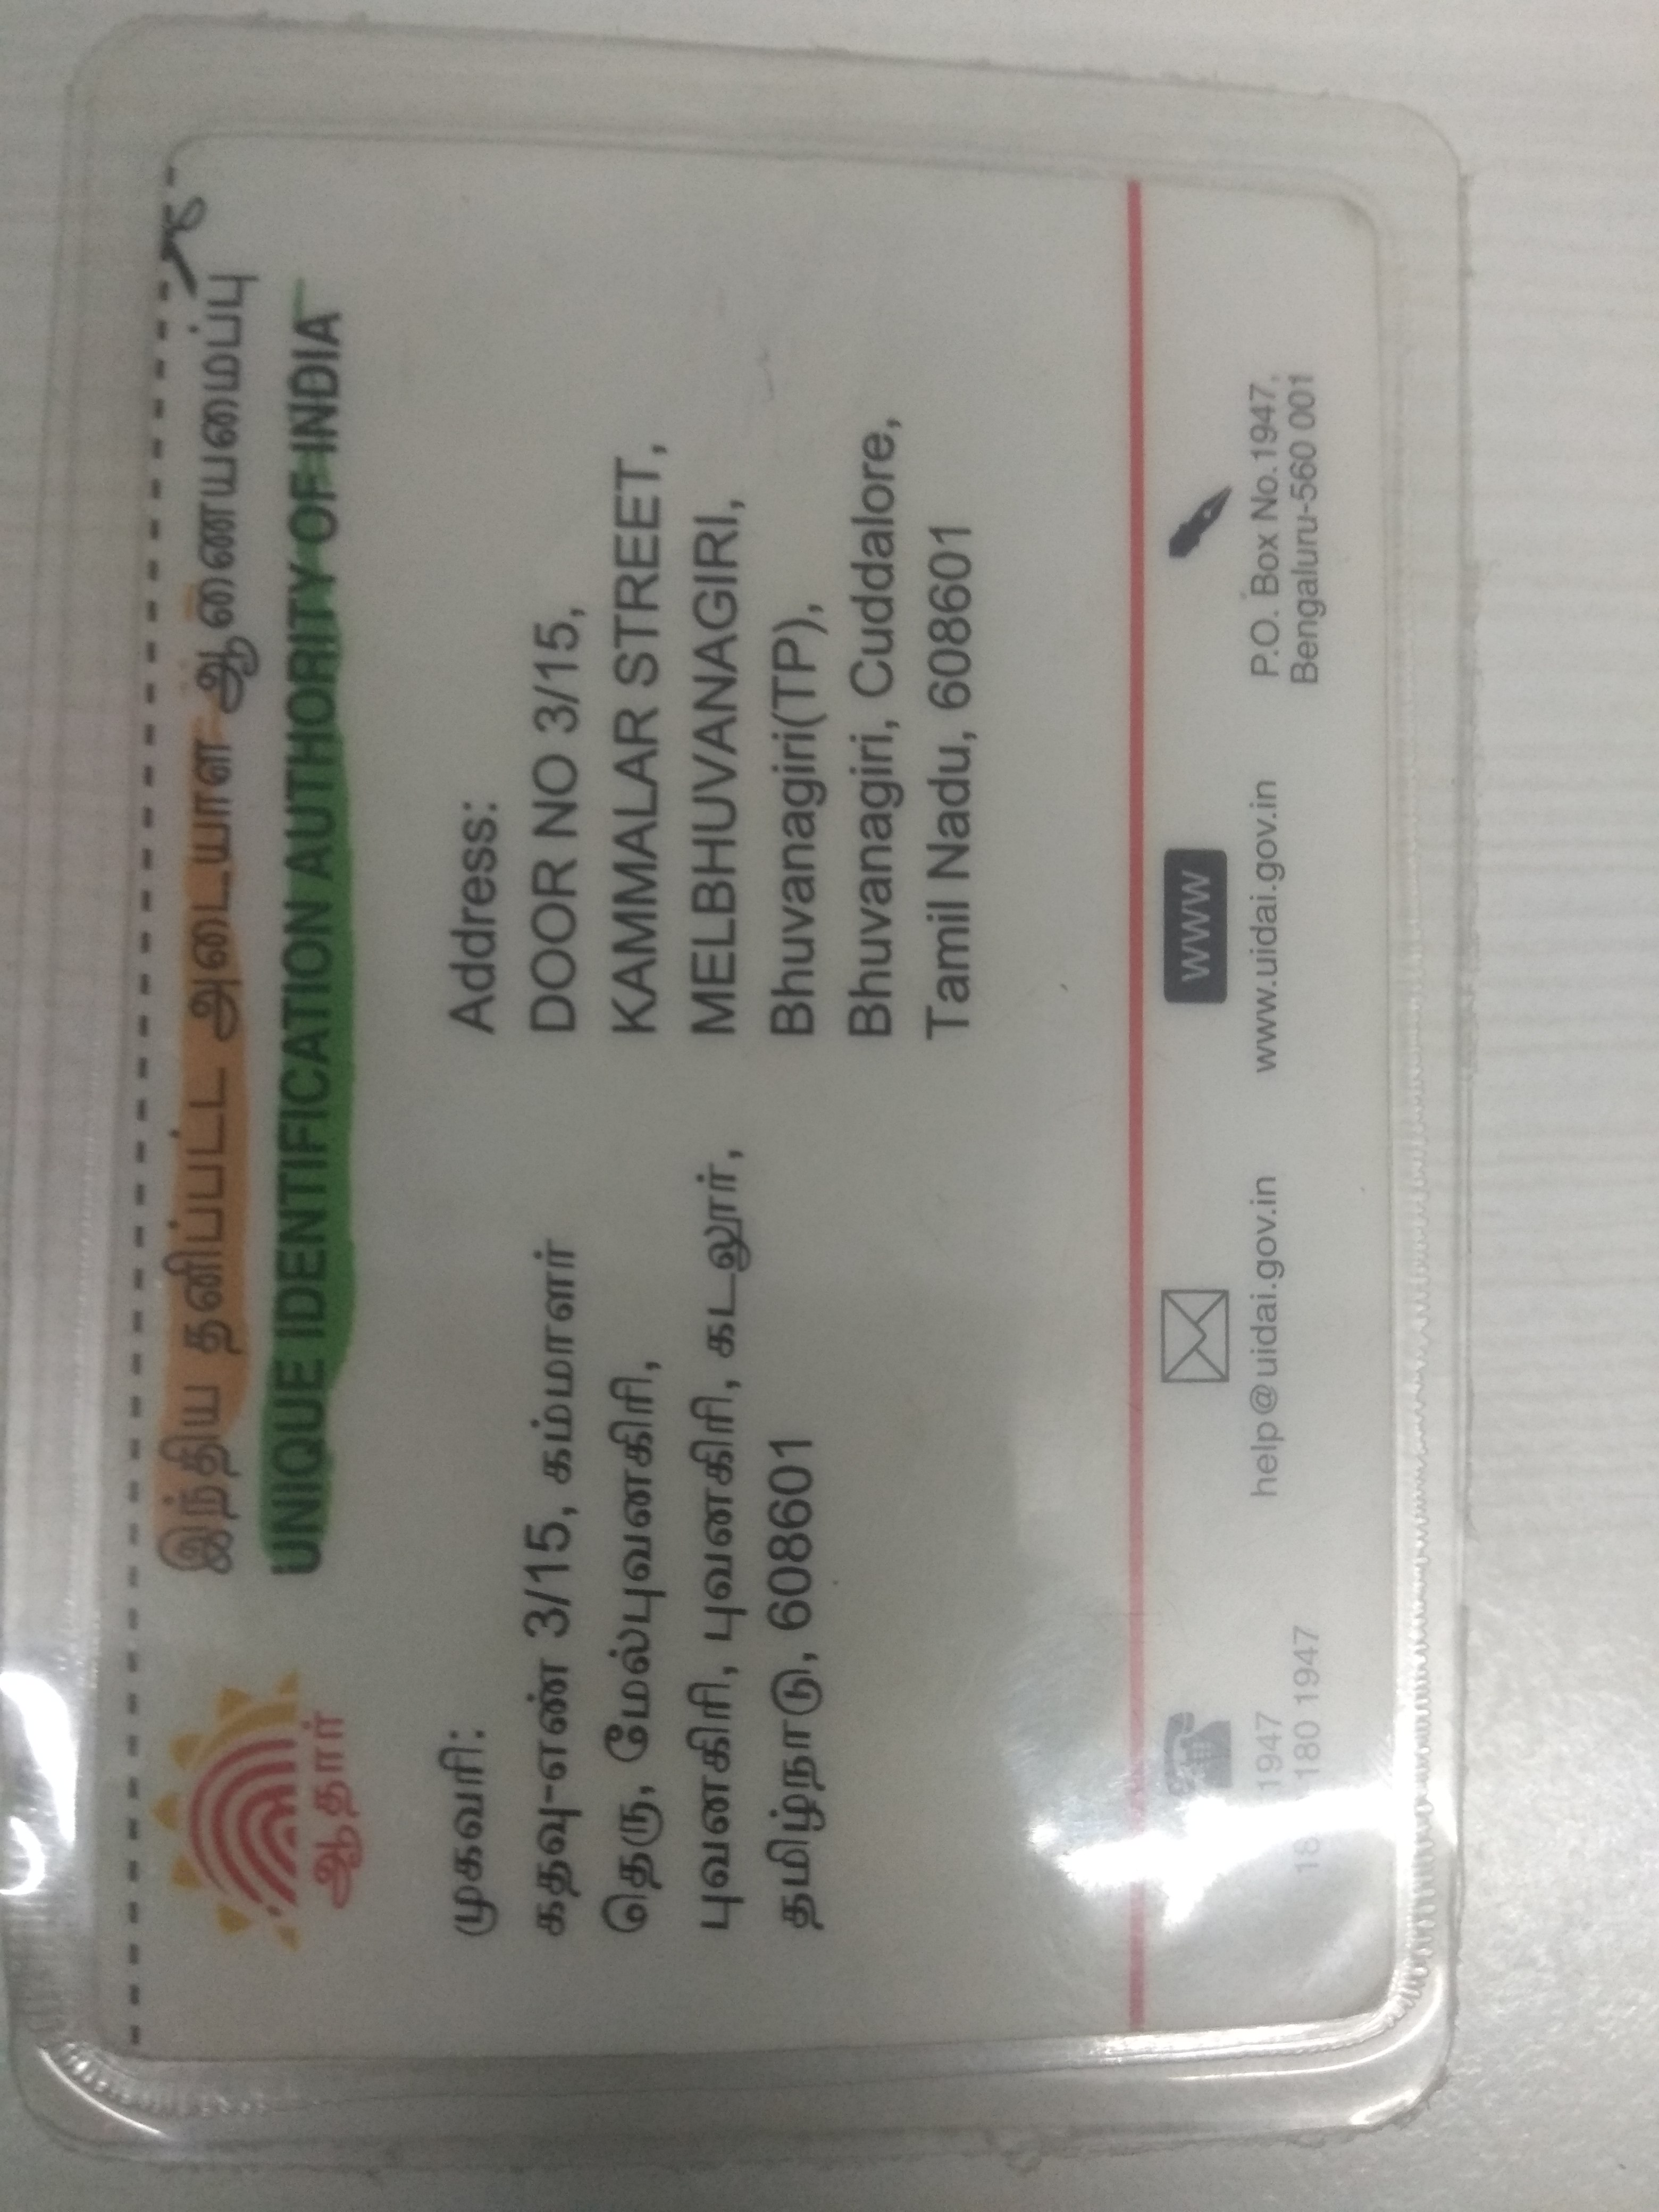 இந்திய தனிப்பட்ட அடையாள ஆணையமைப்பு
UNIQUE IDENTIFICATION AUTHORITY OF INDIA
ஆதார்
முகவரி:
கதவு-எண் 3/15, கம்மாளர்
தெரு, மேல்புவனகிரி,
புவனகிரி, புவனகிரி, கடலூர்,
தமிழ்நாடு, 608601
Address:
DOOR NO 3/15,
KAMMALAR STREET,
MELBHUVANAGIRI,
Bhuvanagiri(TP),
Bhuvanagiri, Cuddalore,
Tamil Nadu, 608601
1947
180 1947
help@uidai.gov.in
www
www.uidai.gov.in
P.O. Box No.1947,
Bengaluru-560 001